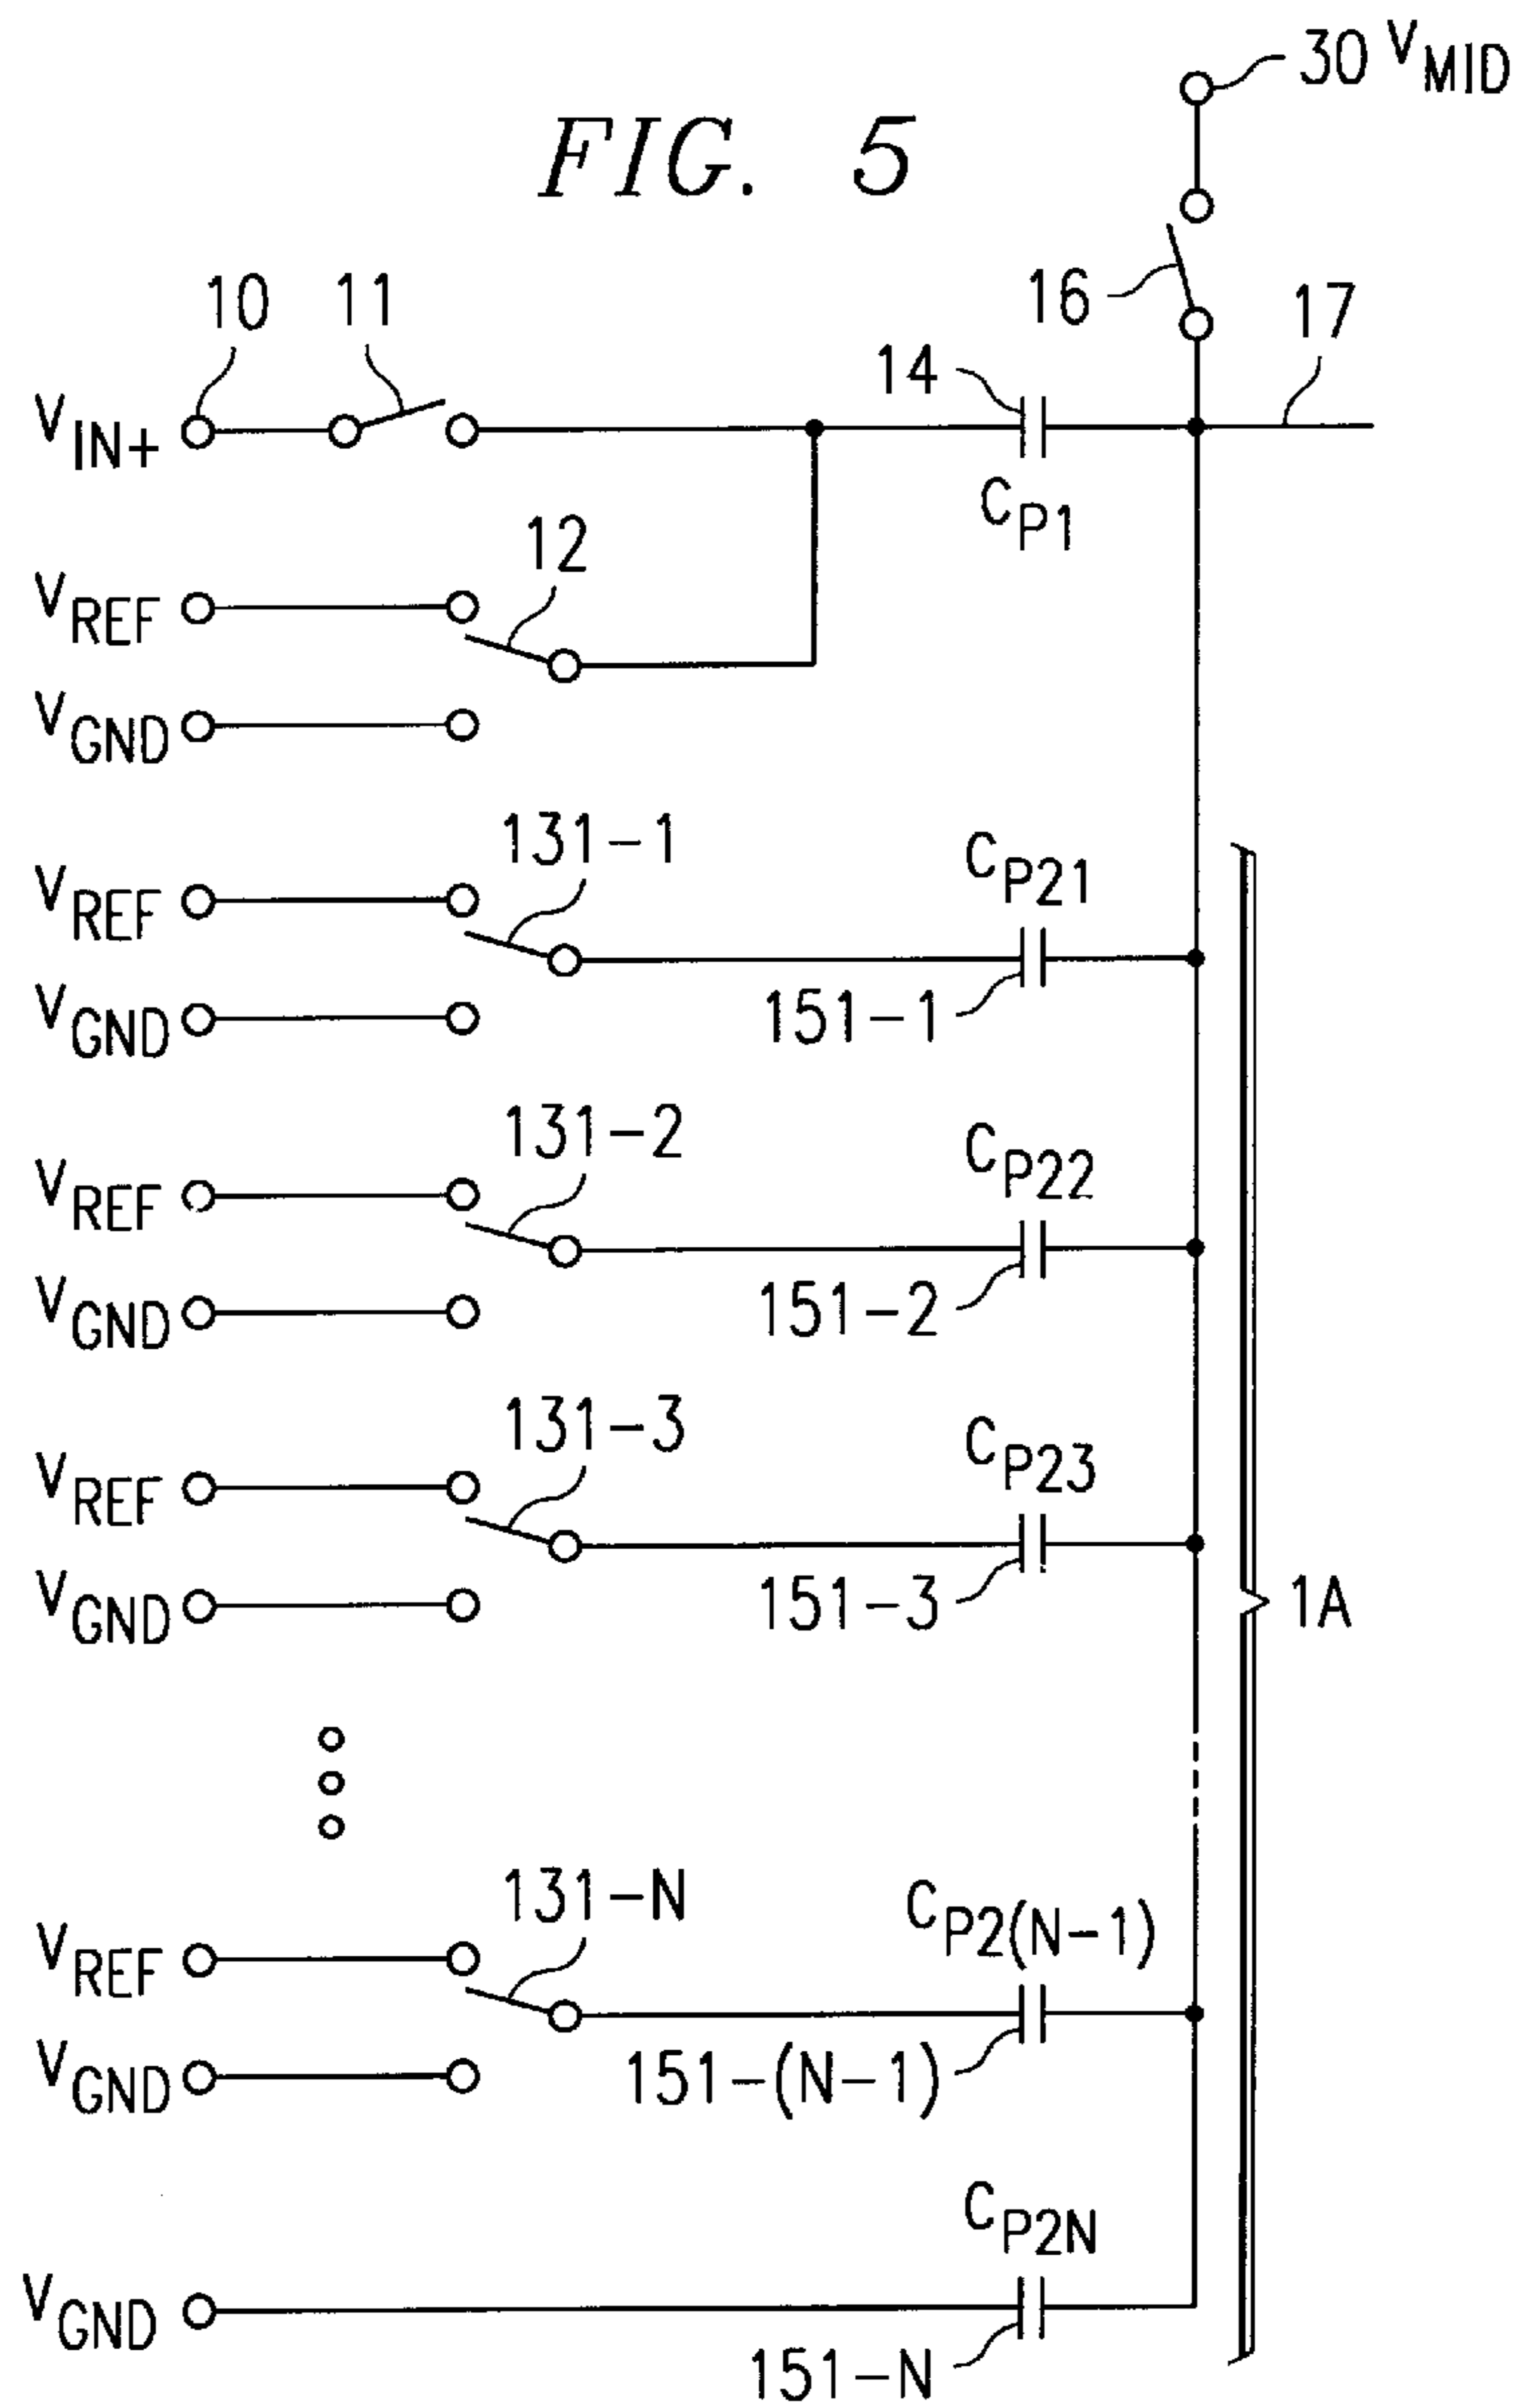 30 VMID
FIG. 5
10 11 16 17
14
VIN+
CP1
12
VREF
VGND
131-1 CP21
VREF
VGND 151-1
131-2 CP22
VREF
VGND 151-2
131-3 CP23
VREF
VGND 151-3 1A
131-N CP2(N-1)
VREF
VGND 151-(N-1)
CP2N
VGND
151-N